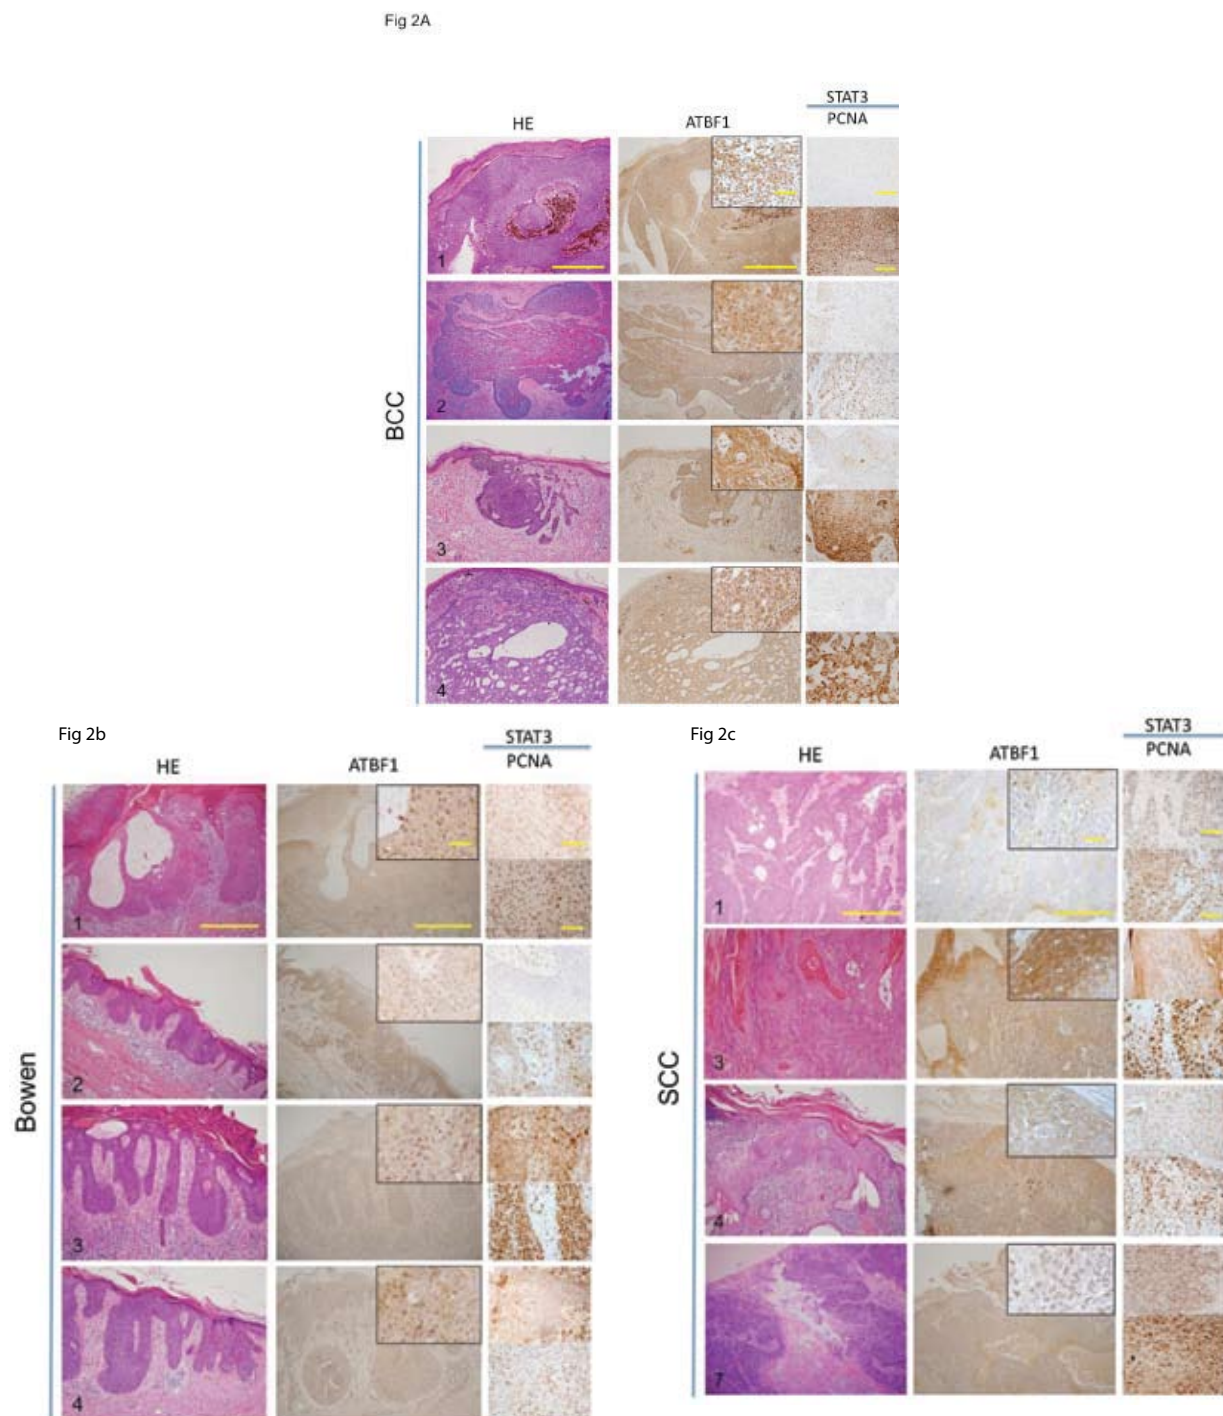 Fig 2A
STAT3
HE ATBF1 PCNA
BCC
1
2
3
4
Fig 2b
STAT3
HE ATBF1 PCNA
Bowen
1
2
3
4
Fig 2c
STAT3
HE ATBF1 PCNA
SCC
1
3
4
7